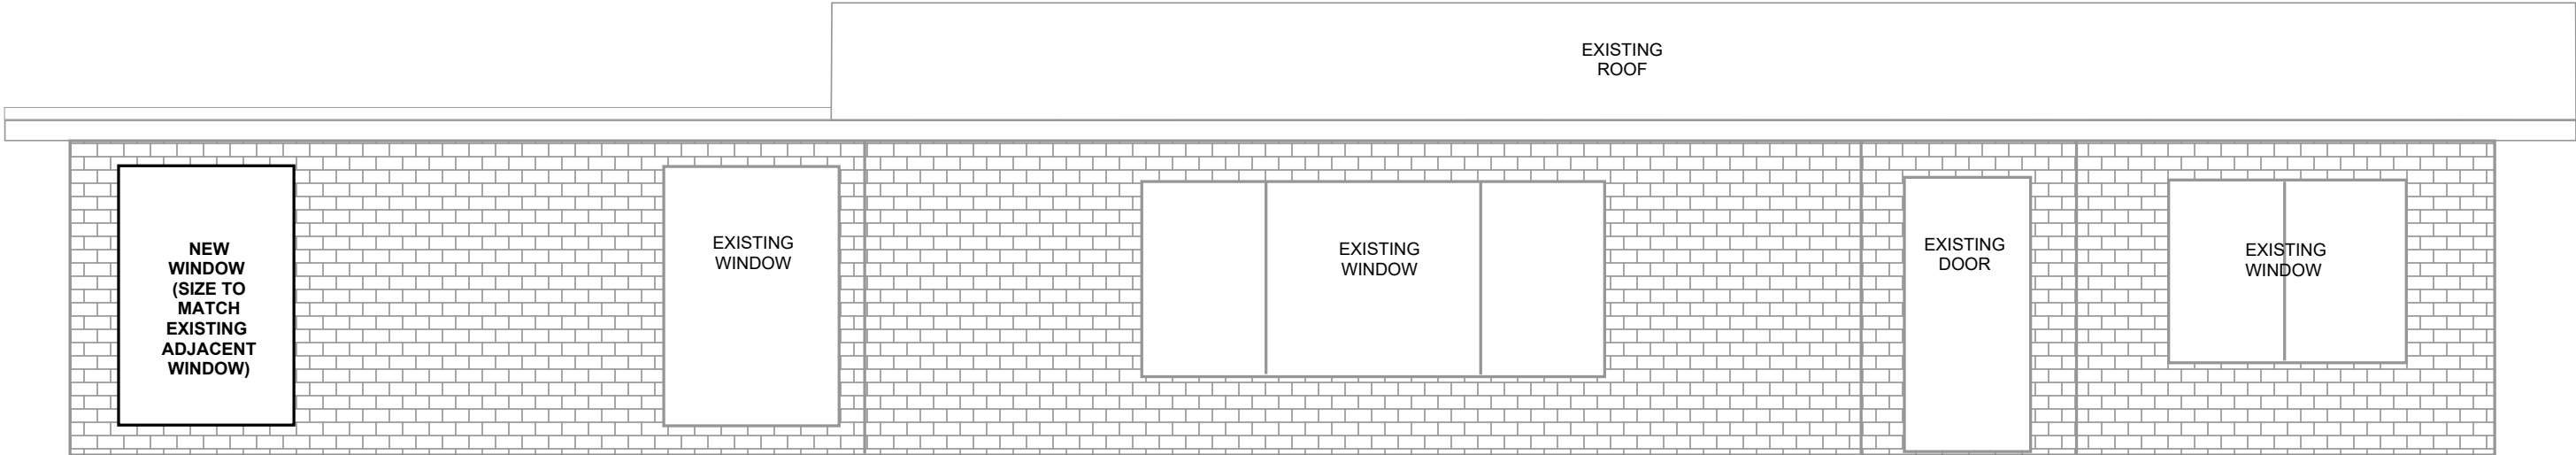 EXISTING
ROOF
NEW
WINDOW
(SIZE TO
MATCH
EXISTING
ADJACENT
WINDOW)
EXISTING
WINDOW
EXISTING
WINDOW
EXISTING
DOOR
EXISTING
WINDOW